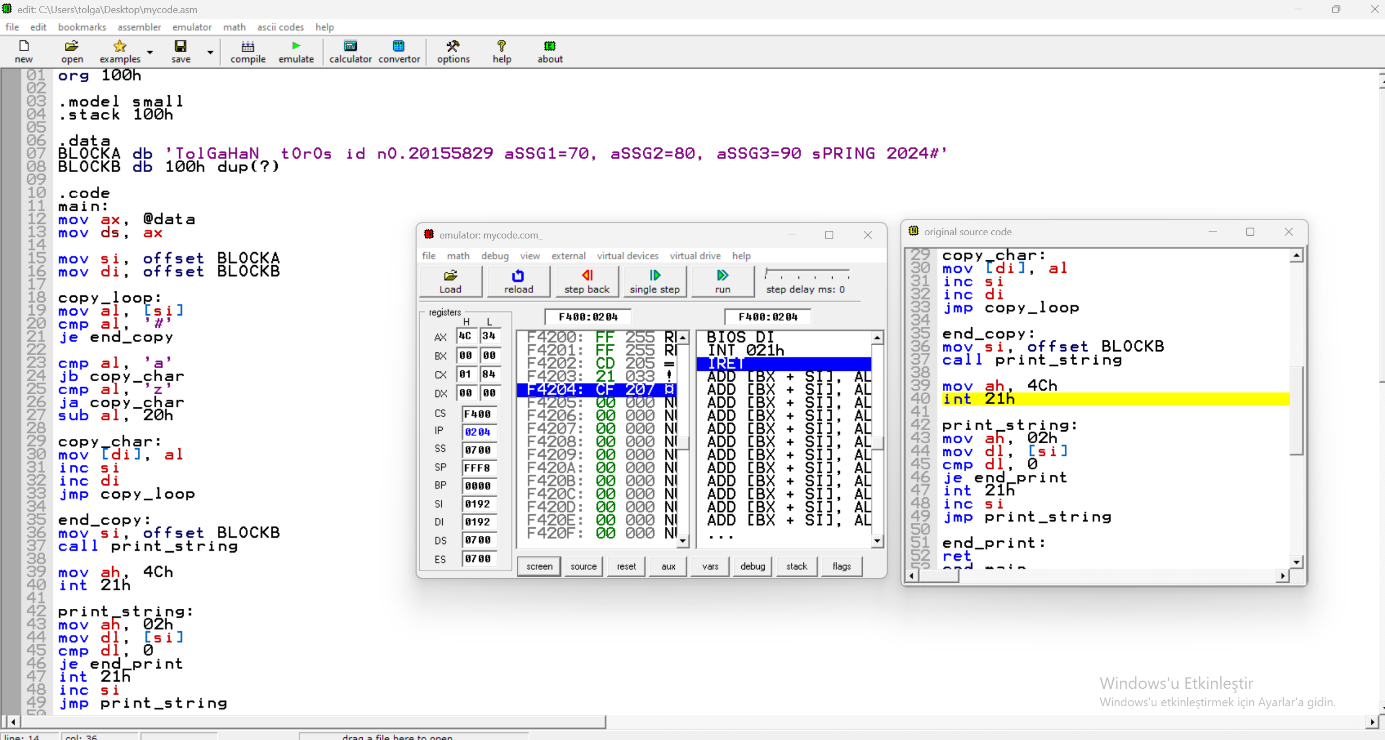 edit: C:\Users\tolga\Desktop\mycode.asm
file edit bookmarks assembler emulator math ascii codes help
new open examples save compile emulate calculator convertor options help about
01 org 100h
02
03 .model small
04 .stack 100h
05
06 .data
07 BLOCKA db 'TolGaHaN t0r0s id n0.20155829 aSSG1=70, aSSG2=80, aSSG3=90 sPRING 2024#'
08 BLOCKB db 100h dup(?)
09
10 .code
11 main:
12 mov ax, @data
13 mov ds, ax
14
15 mov si, offset BLOCKA
16 mov di, offset BLOCKB
17
18 copy_loop:
19 mov al, [si]
20 cmp al, '#'
21 je end_copy
22
23 cmp al, 'a'
24 jb copy_char
25 cmp al, 'z'
26 ja copy_char
27 sub al, 20h
28
29 copy_char:
30 mov [di], al
31 inc si
32 inc di
33 jmp copy_loop
34
35 end_copy:
36 mov si, offset BLOCKB
37 call print_string
38
39 mov ah, 4Ch
40 int 21h
41
42 print_string:
43 mov ah, 02h
44 mov dl, [si]
45 cmp dl, 0
46 je end_print
47 int 21h
48 inc si
49 jmp print_string
line: 14 col: 36 drag a file here to open
emulator: mycode.com_
file math debug view external virtual devices virtual drive help
Load reload step back single step run step delay ms: 0
registers
H L
F400:0204 F400:0204
AX 4C 34
BX 00 00
CX 01 84
DX 00 00
CS F400
IP 0204
SS 0700
SP FFF8
BP 0000
SI 0192
DI 0192
DS 0700
ES 0700
F4200: FF 255 R
F4201: FF 255 R
F4202: CD 205 =
F4203: 21 033 !
F4204: CF 207
F4205: 00 000 N
F4206: 00 000 N
F4207: 00 000 N
F4208: 00 000 N
F4209: 00 000 N
F420A: 00 000 N
F420B: 00 000 N
F420C: 00 000 N
F420D: 00 000 N
F420E: 00 000 N
F420F: 00 000 N
BIOS DI
INT 021h
IRET
ADD [BX + SI], AL
ADD [BX + SI], AL
ADD [BX + SI], AL
ADD [BX + SI], AL
ADD [BX + SI], AL
ADD [BX + SI], AL
ADD [BX + SI], AL
ADD [BX + SI], AL
ADD [BX + SI], AL
ADD [BX + SI], AL
ADD [BX + SI], AL
ADD [BX + SI], AL
...
screen source reset aux vars debug stack flags
original source code
29 copy_char:
30 mov [di], al
31 inc si
32 inc di
33 jmp copy_loop
34
35 end_copy:
36 mov si, offset BLOCKB
37 call print_string
38
39 mov ah, 4Ch
40 int 21h
41
42 print_string:
43 mov ah, 02h
44 mov dl, [si]
45 cmp dl, 0
46 je end_print
47 int 21h
48 inc si
49 jmp print_string
50
51 end_print:
52 ret
53 end main
Windows'u Etkinleştir
Windows'u etkinleştirmek için Ayarlar'a gidin.